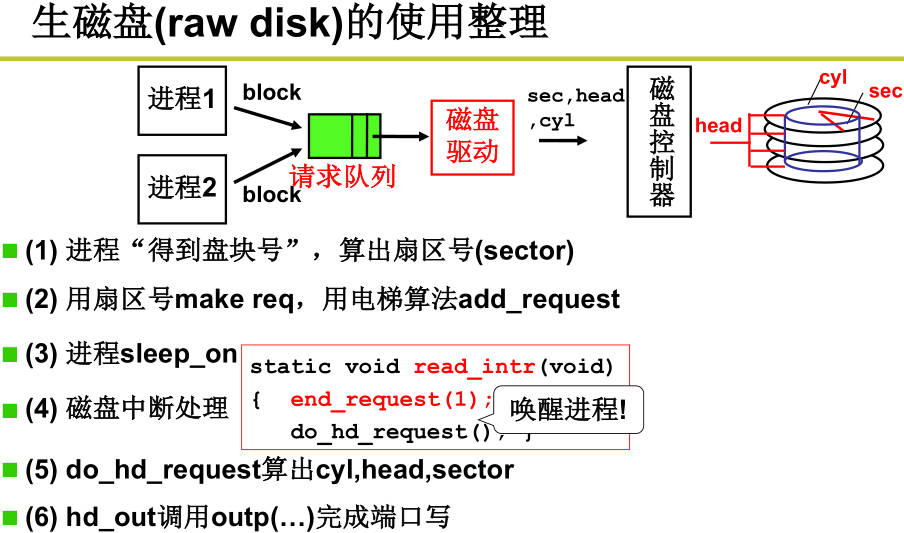 生磁盘(raw disk)的使用整理
进程1
block
进程2
block
请求队列
磁盘
驱动
sec,head
,cyl
磁盘控制器
head
cyl
sec
(1) 进程“得到盘块号”，算出扇区号(sector)
(2) 用扇区号make req，用电梯算法add_request
(3) 进程sleep_on
(4) 磁盘中断处理
static void read_intr(void)
{ end_request(1);
do_hd_request(); }
唤醒进程!
(5) do_hd_request算出cyl,head,sector
(6) hd_out调用outp(…)完成端口写